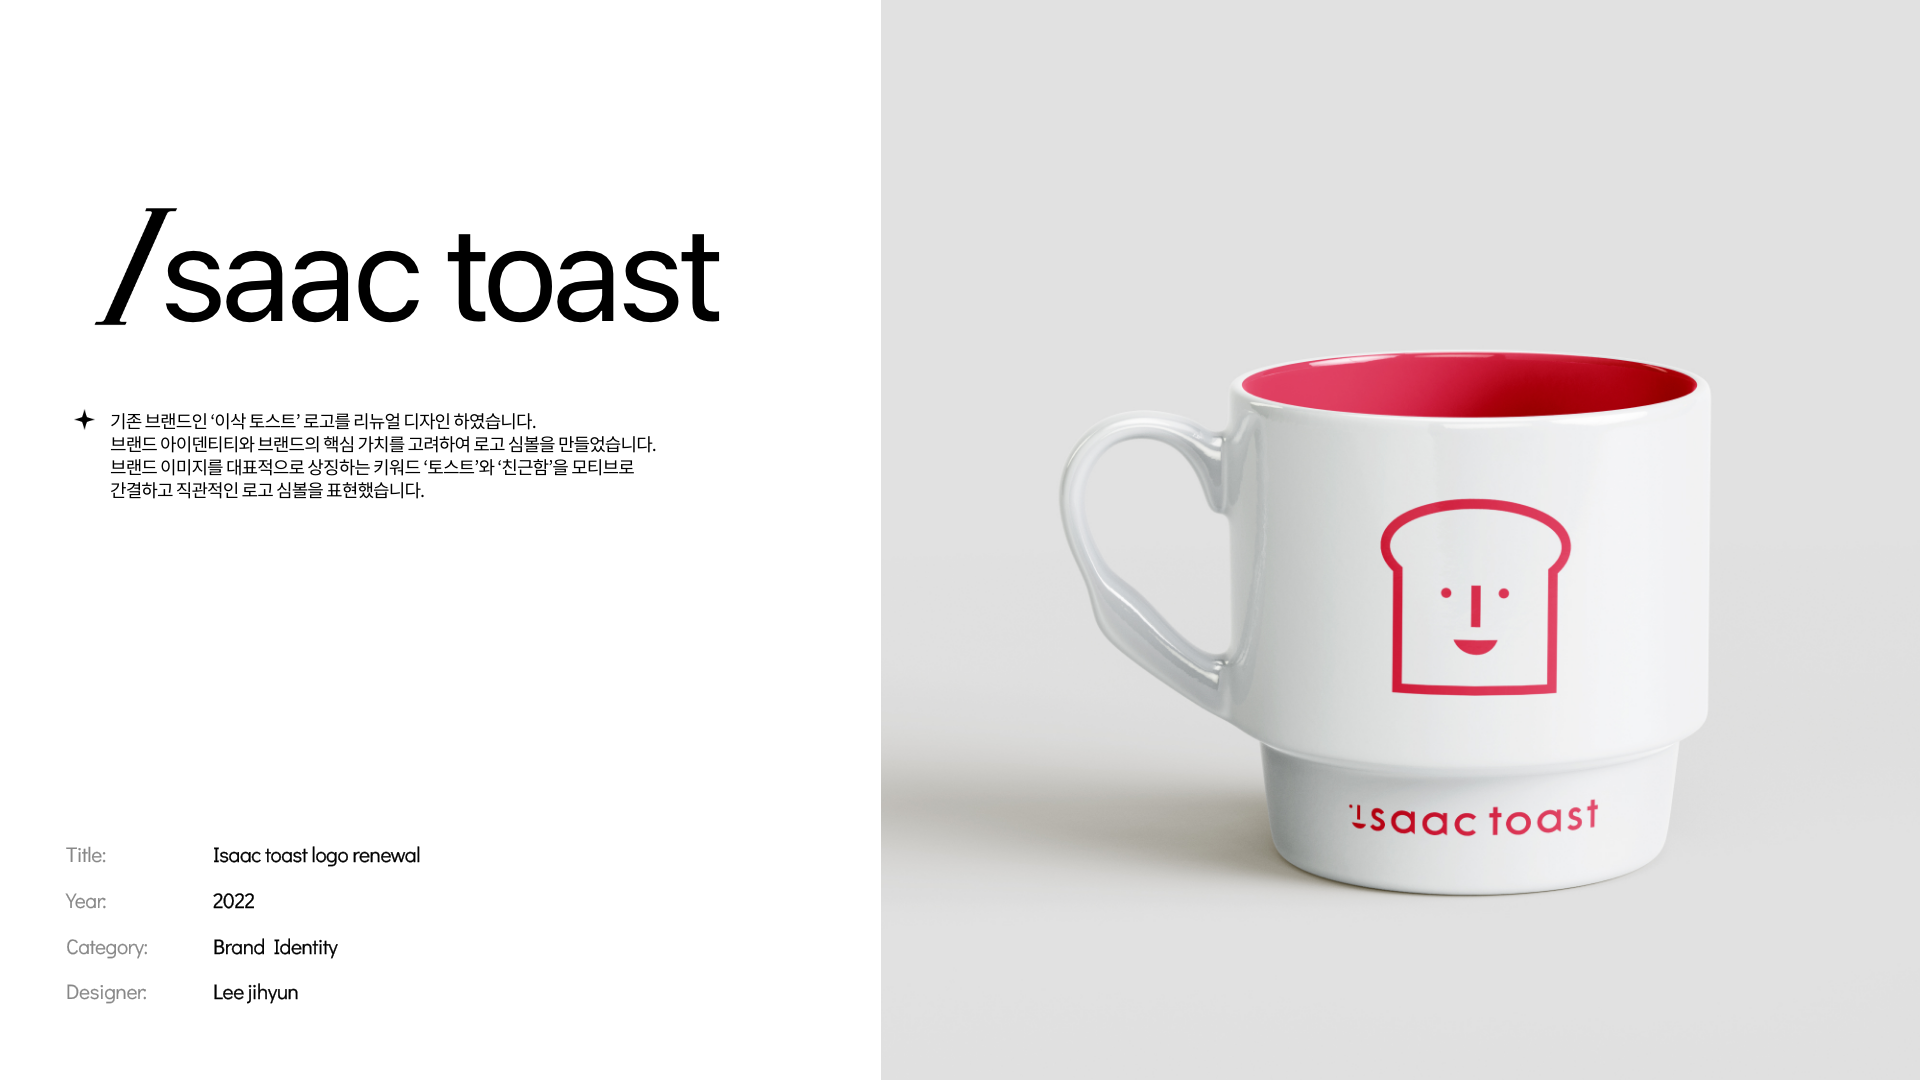 Isaac toast
기존 브랜드인 ‘이삭 토스트’ 로고를 리뉴얼 디자인 하였습니다.
브랜드 아이덴티티와 브랜드의 핵심 가치를 고려하여 로고 심볼을 만들었습니다.
브랜드 이미지를 대표적으로 상징하는 키워드 ‘토스트’와 ‘친근함’을 모티브로
간결하고 직관적인 로고 심볼을 표현했습니다.
Title: Isaac toast logo renewal
Year: 2022
Category: Brand Identity
Designer: Lee jihyun
Isaac toast